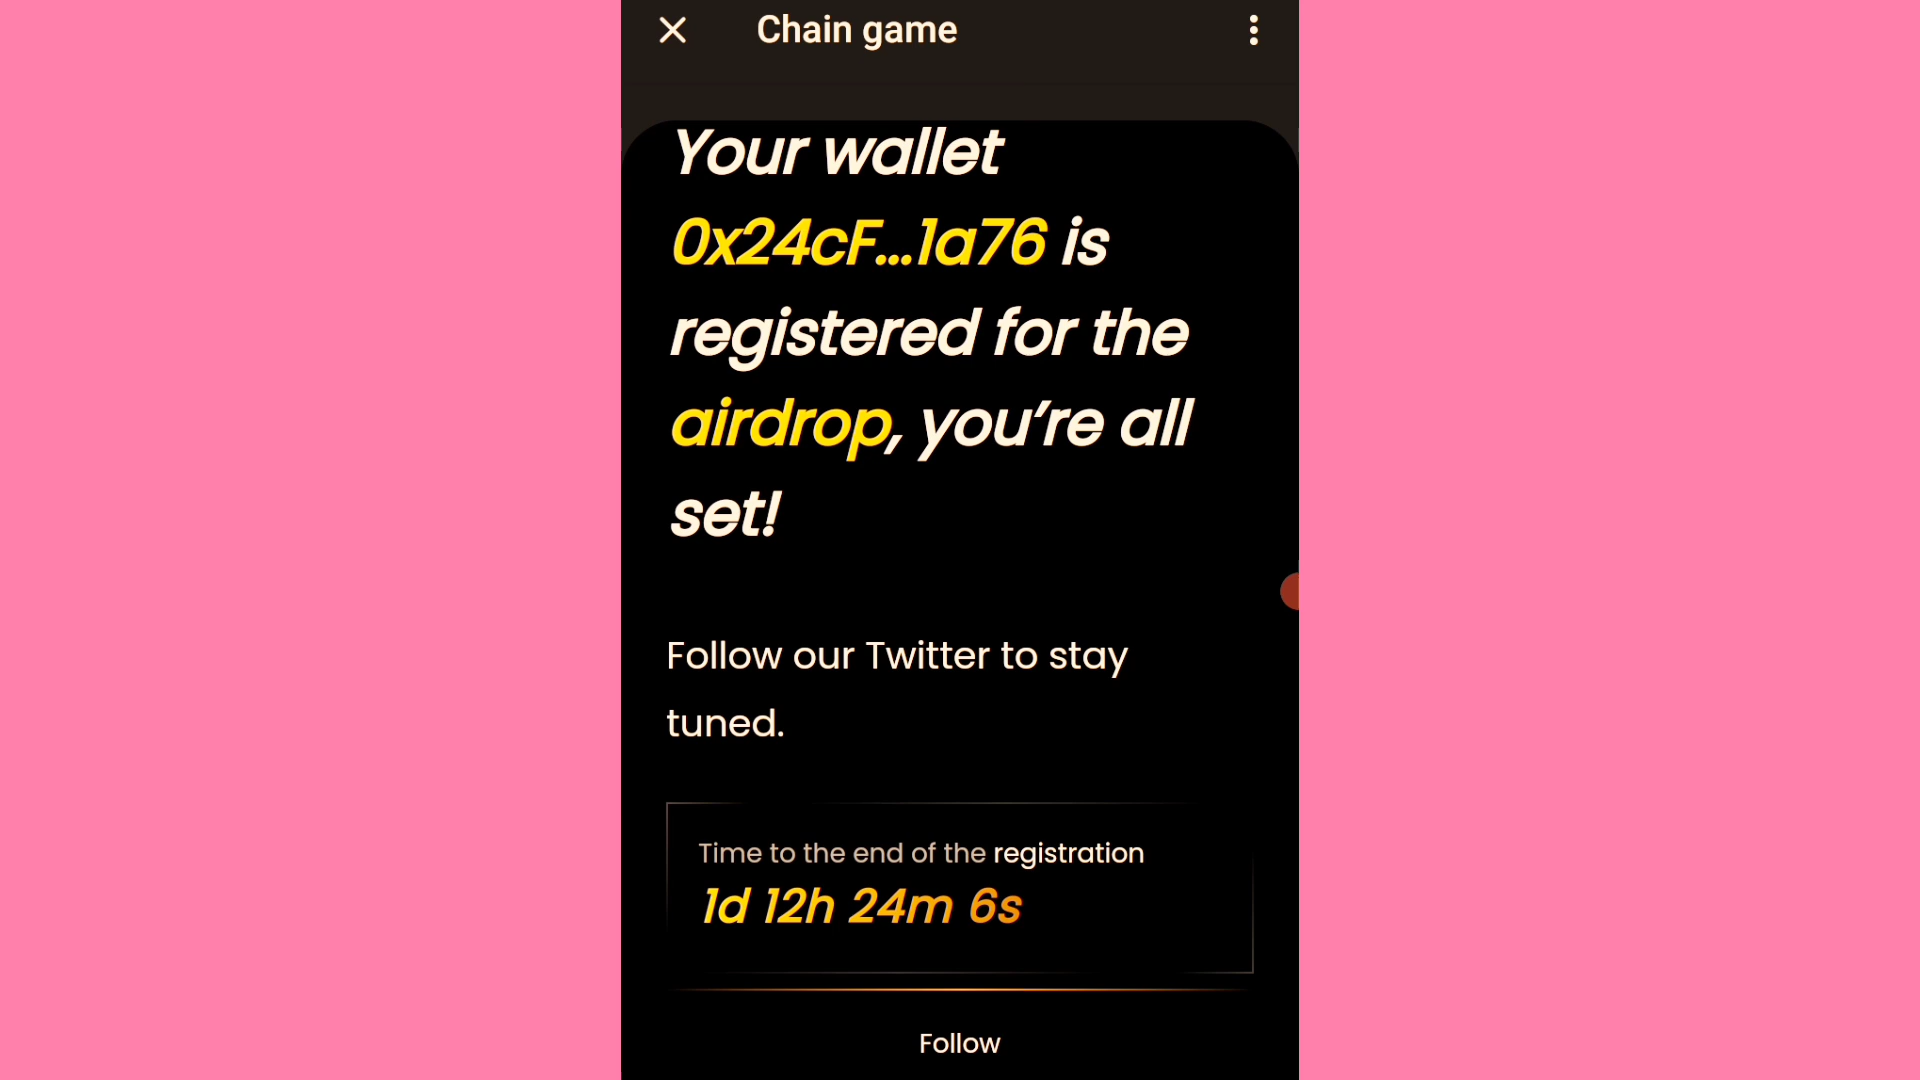 Chain game
Your wallet
0x24cF...1a76 is
registered for the
airdrop, you’re all
set!
Follow our Twitter to stay
tuned.
Time to the end of the registration
1d 12h 24m 6s
Follow